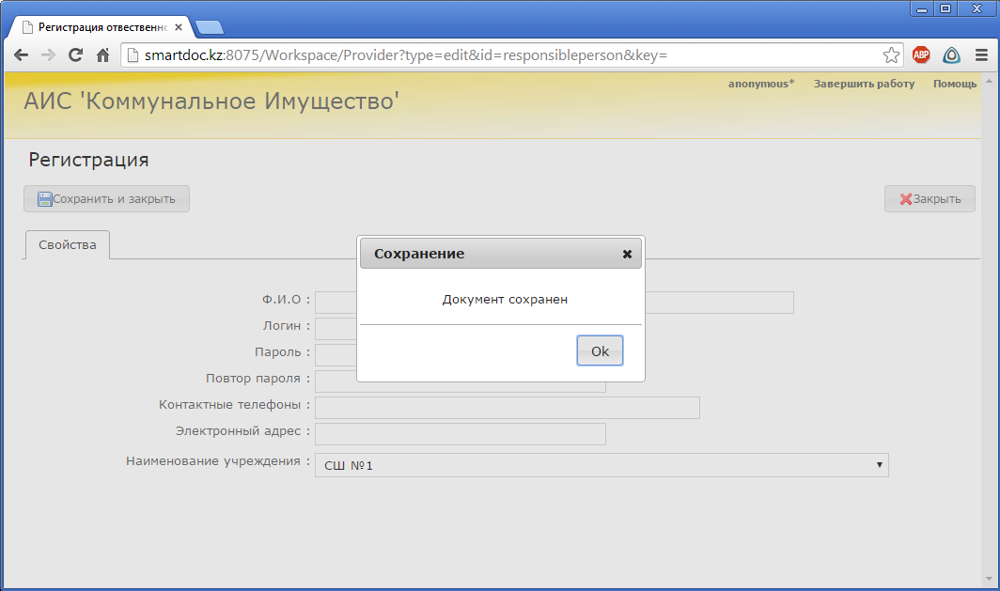 Регистрация отвественно
smartdoc.kz:8075/Workspace/Provider?type=edit&id=responsibleperson&key=
ABP
anonymous* Завершить работу Помощь
АИС 'Коммунальное Имущество'
Регистрация
Сохранить и закрыть Закрыть
Свойства
Сохранение
Документ сохранен
Ok
Ф.И.О :
Логин :
Пароль :
Повтор пароля :
Контактные телефоны :
Электронный адрес :
Наименование учреждения : СШ №1